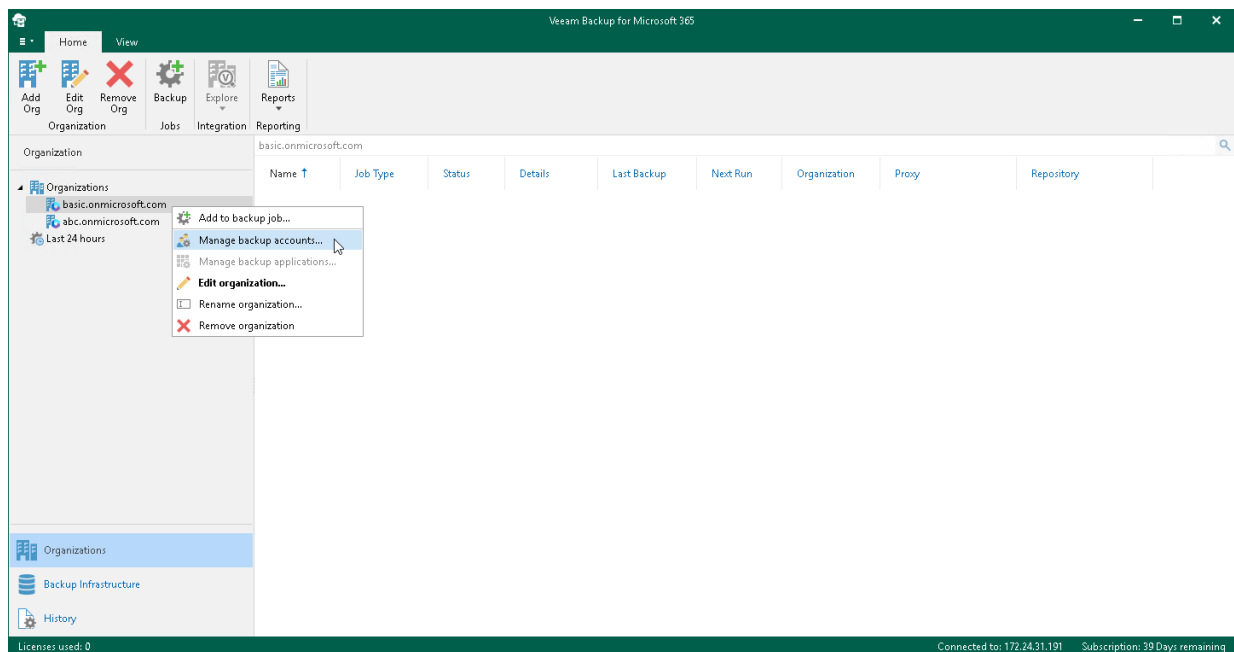 Veeam Backup for Microsoft 365
Home View
Add Org Edit Org Remove Org Backup Explore Reports
Organization Jobs Integration Reporting
Organization
basic.onmicrosoft.com
Name Job Type Status Details Last Backup Next Run Organization Proxy Repository
Organizations
basic.onmicrosoft.com
abc.onmicrosoft.com
Last 24 hours
Add to backup job...
Manage backup accounts...
Manage backup applications...
Edit organization...
Rename organization...
Remove organization
Organizations
Backup Infrastructure
History
Licenses used: 0 Connected to: 172.24.31.191 Subscription: 39 Days remaining